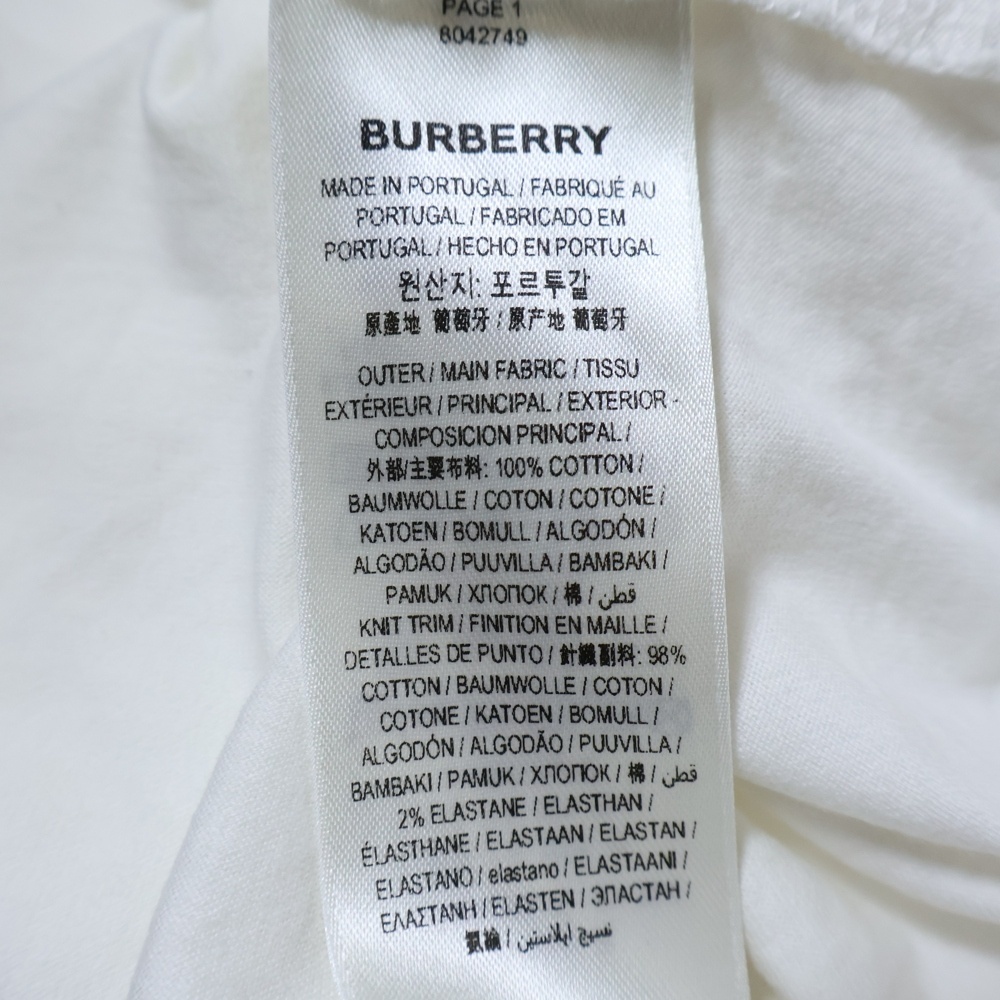 PAGE 1
8042749
BURBERRY
MADE IN PORTUGAL / FABRIQUÉ AU
PORTUGAL / FABRICADO EM
PORTUGAL / HECHO EN PORTUGAL
원산지: 포르투갈
原產地 葡萄牙 / 原产地 葡萄牙
OUTER / MAIN FABRIC / TISSU
EXTÉRIEUR / PRINCIPAL / EXTERIOR -
COMPOSICION PRINCIPAL /
外部/主要布料: 100% COTTON /
BAUMWOLLE / COTON / COTONE /
KATOEN / BOMULL / ALGODÓN /
ALGODÃO / PUUVILLA / BAMBAKI /
PAMUK / ХЛОПОК / 棉 / قطن
KNIT TRIM / FINITION EN MAILLE /
DETALLES DE PUNTO / 針織副料: 98%
COTTON / BAUMWOLLE / COTON /
COTONE / KATOEN / BOMULL /
ALGODÓN / ALGODÃO / PUUVILLA /
BAMBAKI / PAMUK / ХЛОПОК / 棉 / قطن
2% ELASTANE / ELASTHAN /
ÉLASTHANE / ELASTAAN / ELASTAN /
ELASTANO / elastano / ELASTAANI /
ΕΛΑΣΤΑΝΗ / ELASTEN / ЭЛАСТАН /
氨綸 / نسيج ايلاستين